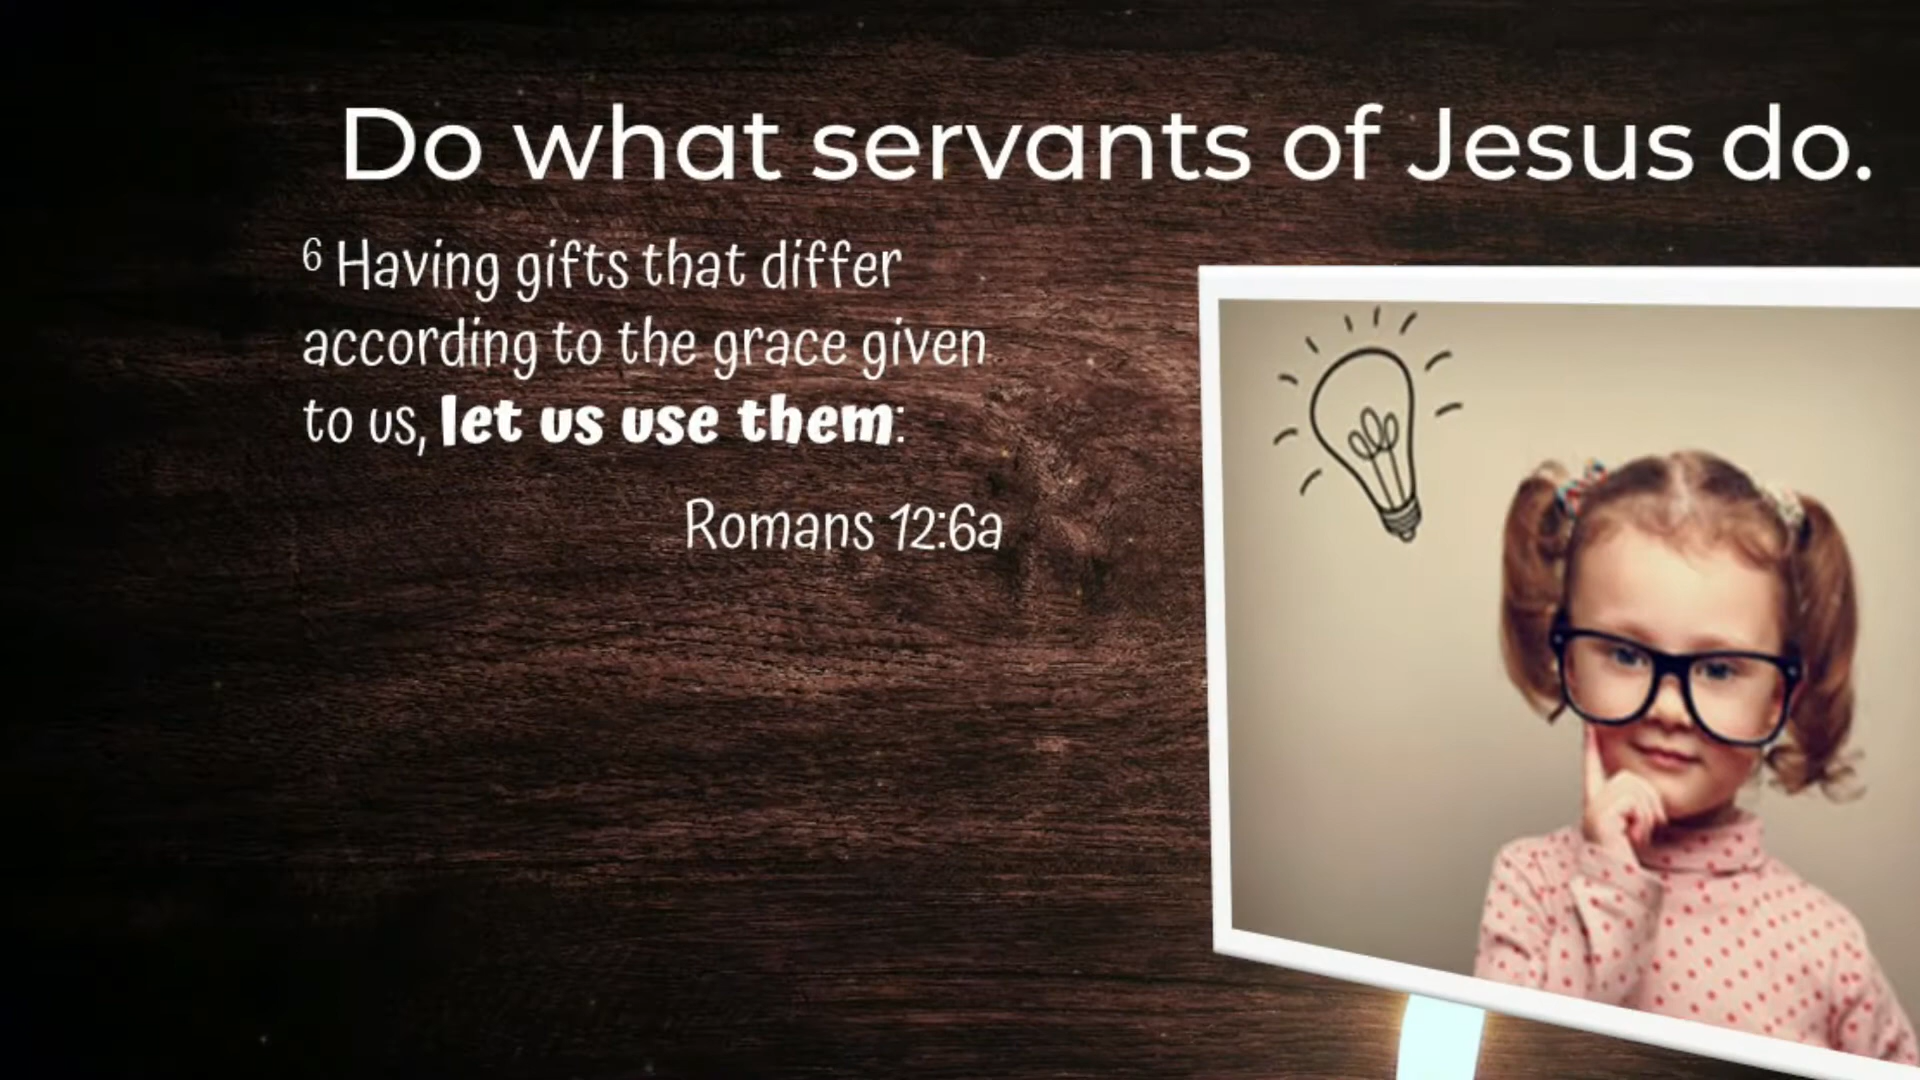 Do what servants of Jesus do.
6 Having gifts that differ
according to the grace given
to us, let us use them:
Romans 12:6a